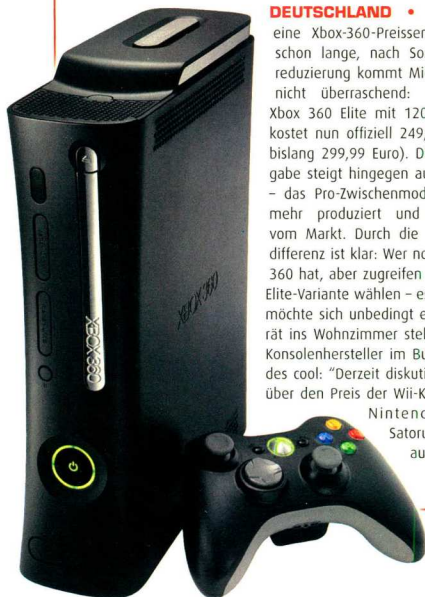 DEUTSCHLAND •
eine Xbox-360-Preissen
schon lange, nach So
reduzierung kommt Mi
nicht überraschend:
Xbox 360 Elite mit 120
kostet nun offiziell 249,
bislang 299,99 Euro). D
gabe steigt hingegen au
– das Pro-Zwischenmod
mehr produziert und
vom Markt. Durch die
differenz ist klar: Wer no
360 hat, aber zugreifen
Elite-Variante wählen – e
möchte sich unbedingt e
rät ins Wohnzimmer stel
Konsolenhersteller im Bu
des cool: "Derzeit diskuti
über den Preis der Wii-K
Nintend
Satoru
au
XBOX360
XBOX360